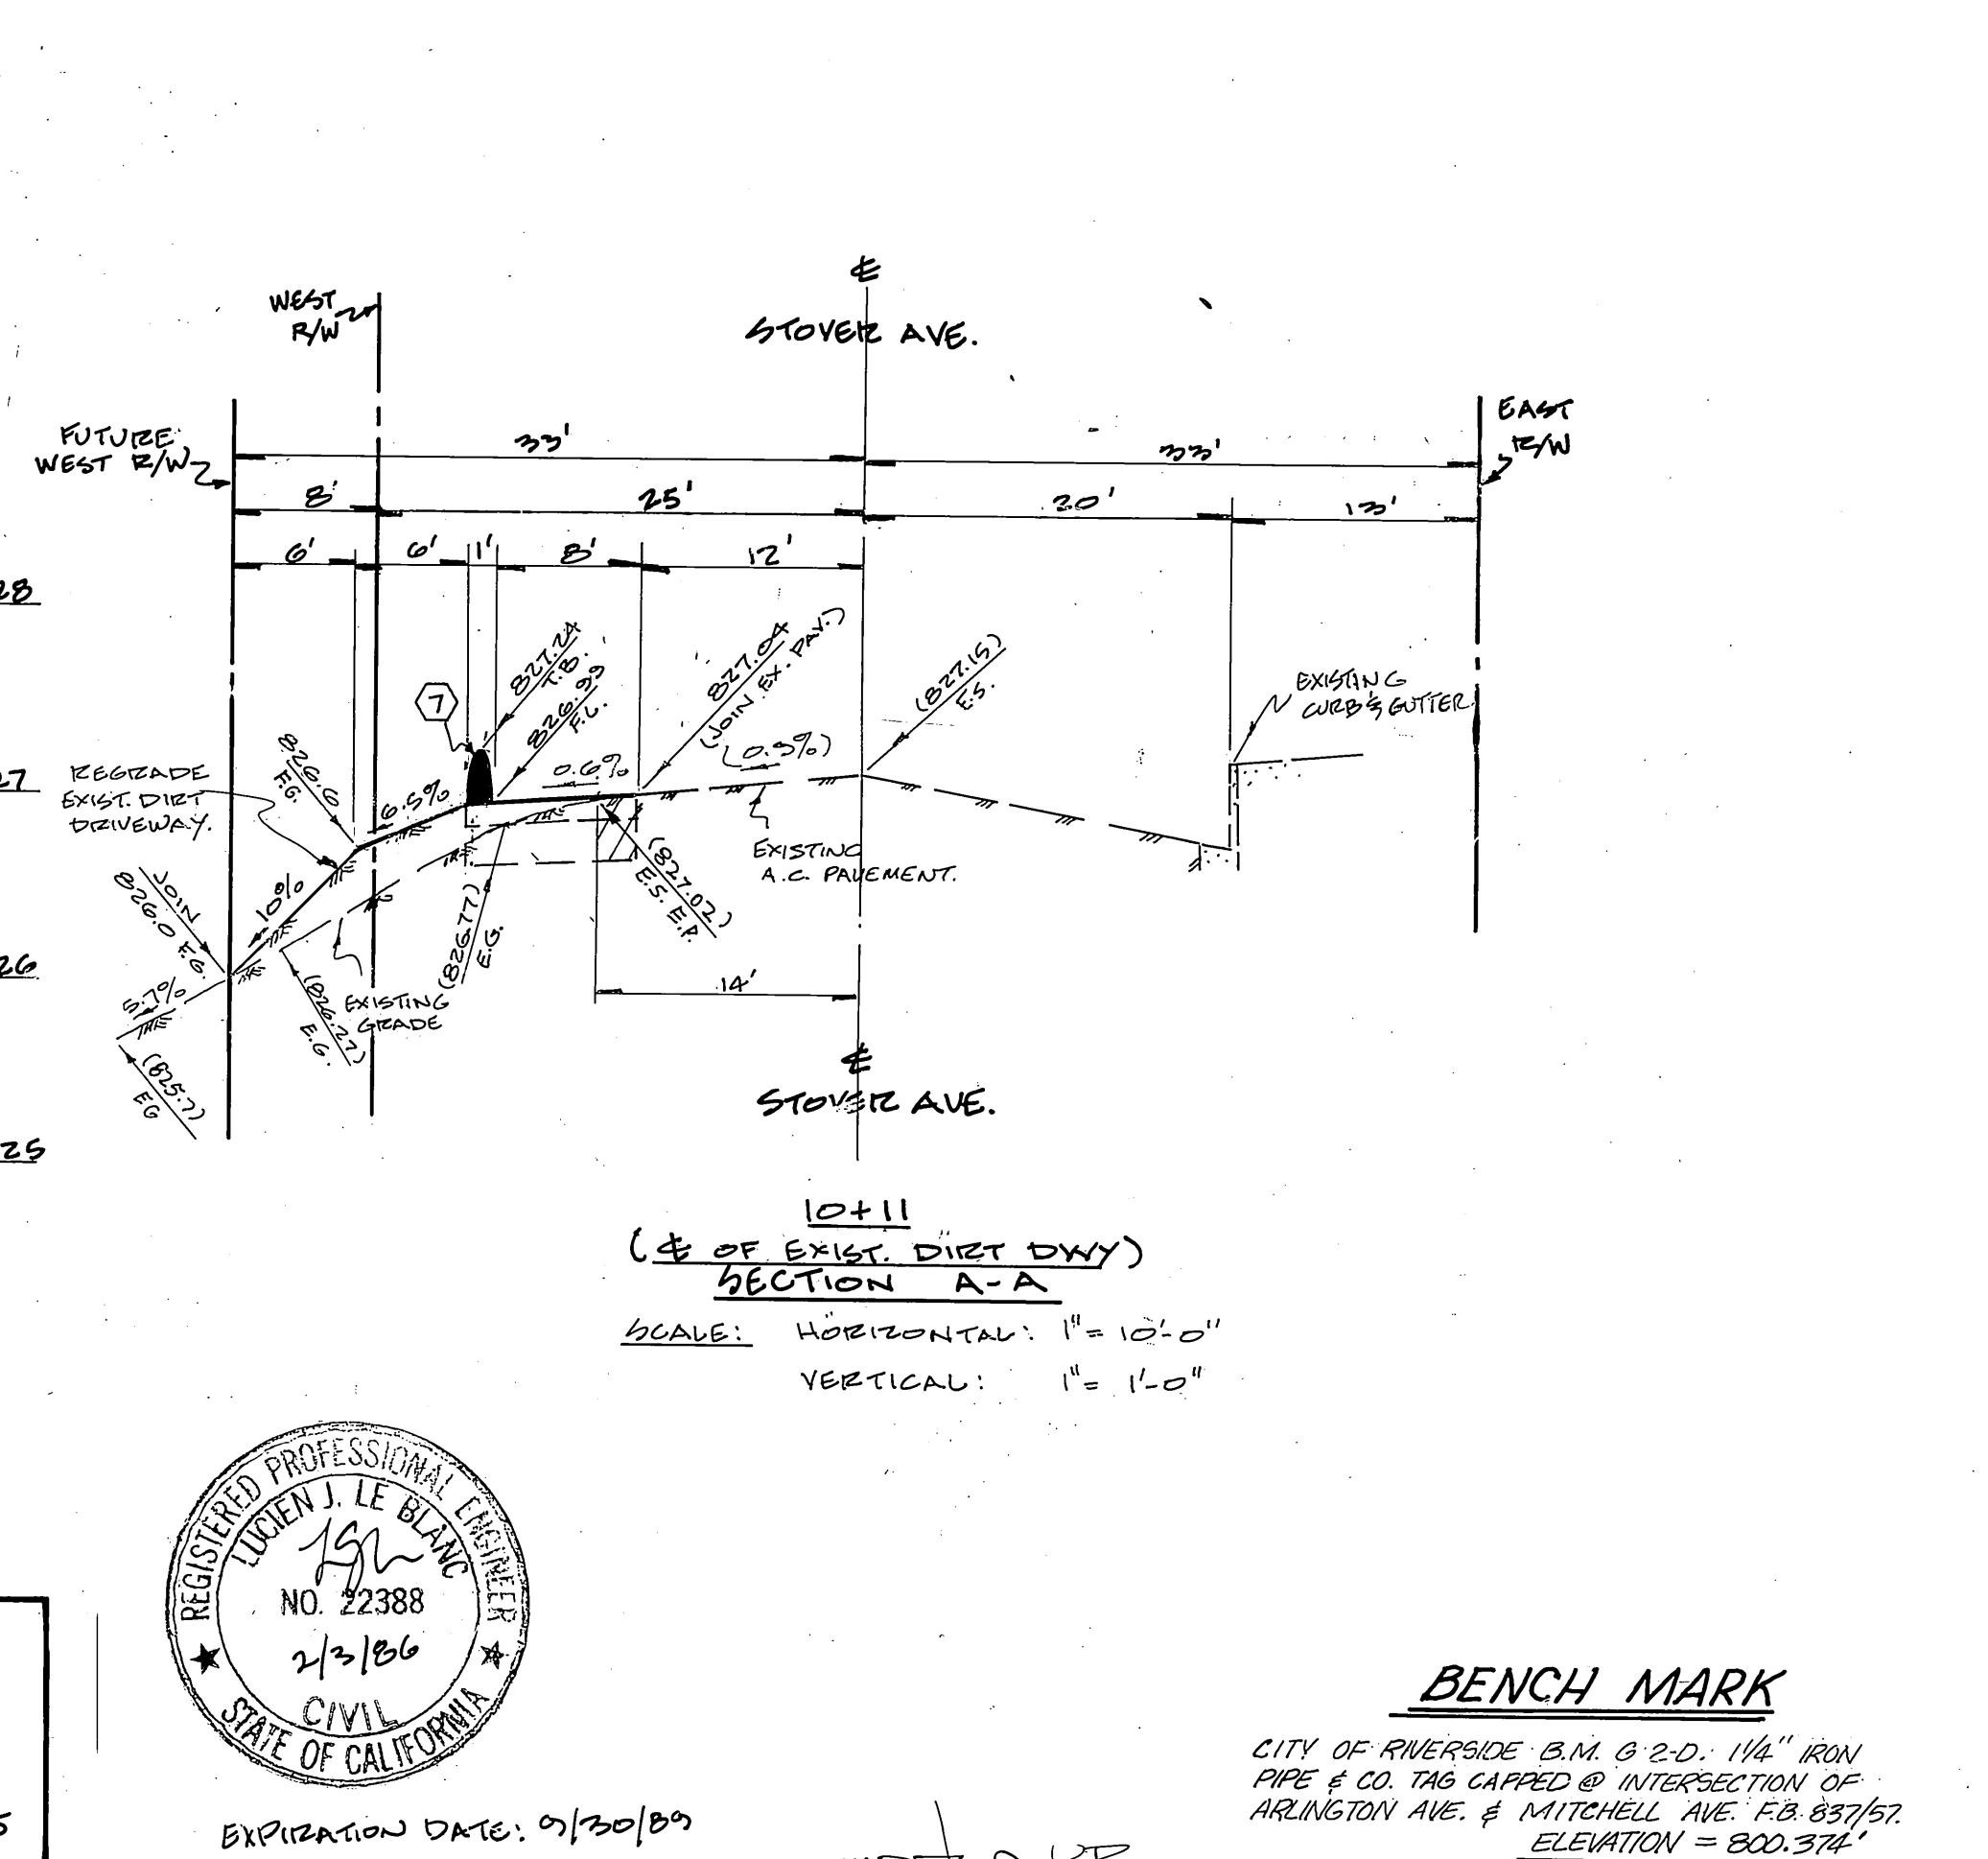 ℄
STOVER AVE.
WEST
R/W
FUTURE
WEST R/W
EAST
R/W
33'
33'
8'
25'
20'
13'
6'
6'
1'
8'
12'
28
27
26
25
827.24
T.B.
826.99
F.L.
827.04
(JOIN EX. PAV.)
(827.15)
E.S.
7
EXISTING
CURB & GUTTER
826.6
F.G.
6.5%
0.6%
REGRADE
EXIST. DIRT
DRIVEWAY.
EXISTING
A.C. PAVEMENT.
(827.02)
E.S. E.P.
10%
JOIN
826.0 F.G.
(826.77)
E.G.
5.7%
14'
(826.27)
E.G.
EXISTING
GRADE
(825.7)
EG
℄
STOVER AVE.
10+11
(℄ OF EXIST. DIRT DWY)
SECTION A-A
SCALE: HORIZONTAL: 1"= 10'-0"
VERTICAL: 1"= 1'-0"
REGISTERED PROFESSIONAL ENGINEER
LUCIEN J. LE BLANC
NO. 22388
2/3/86
CIVIL
STATE OF CALIFORNIA
EXPIRATION DATE: 9/30/89
BENCH MARK
CITY OF RIVERSIDE B.M. G 2-D. 1 1/4" IRON
PIPE & CO. TAG CAPPED @ INTERSECTION OF
ARLINGTON AVE. & MITCHELL AVE. F.B. 837/57.
ELEVATION = 800.374'